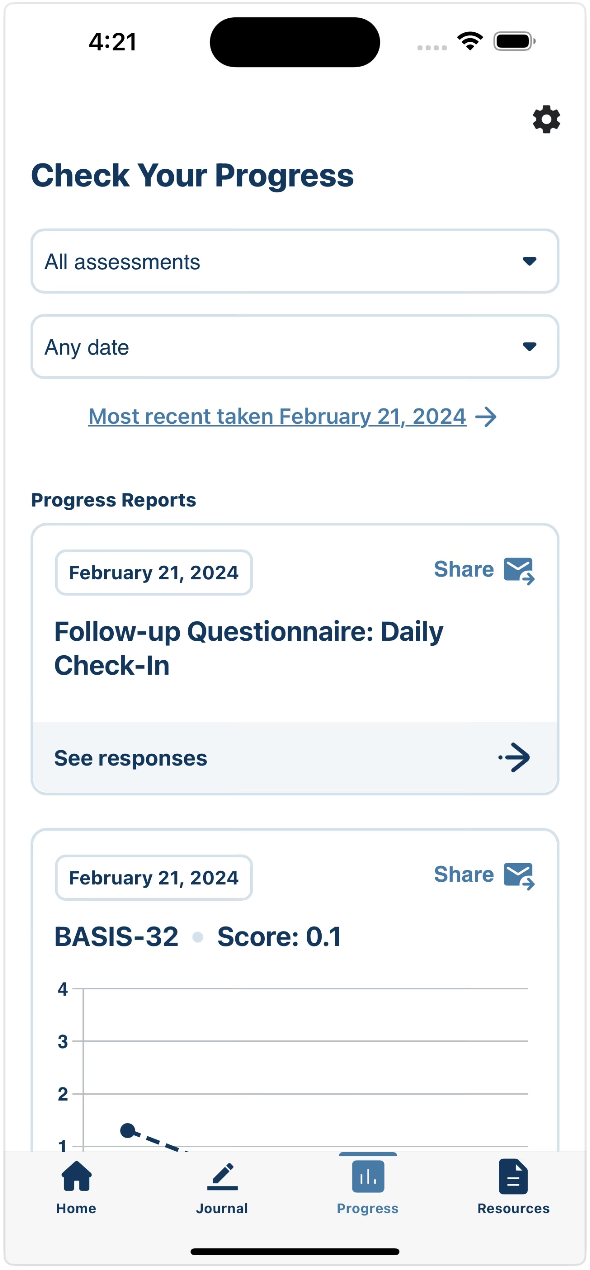 4:21
Check Your Progress
All assessments
Any date
Most recent taken February 21, 2024
Progress Reports
February 21, 2024
Share
Follow-up Questionnaire: Daily
Check-In
See responses
February 21, 2024
Share
BASIS-32
Score: 0.1
4
3
2
1
Home
Journal
Progress
Resources